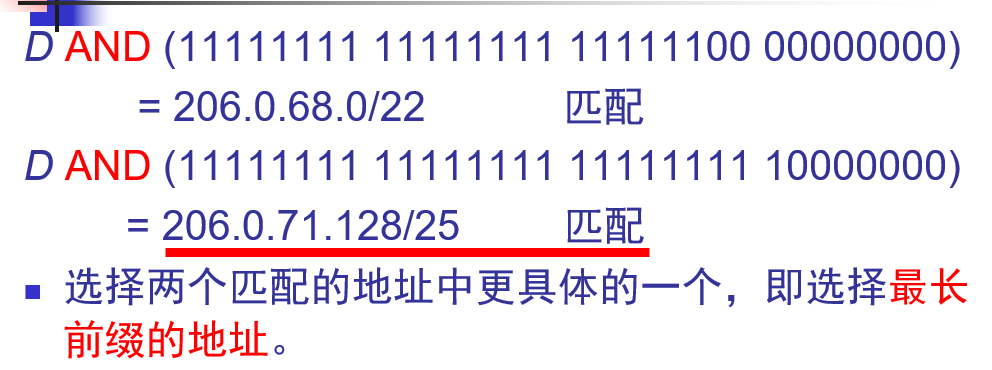 D AND (11111111 11111111 11111100 00000000)
= 206.0.68.0/22 匹配
D AND (11111111 11111111 11111111 10000000)
= 206.0.71.128/25 匹配
选择两个匹配的地址中更具体的一个，即选择最长
前缀的地址。